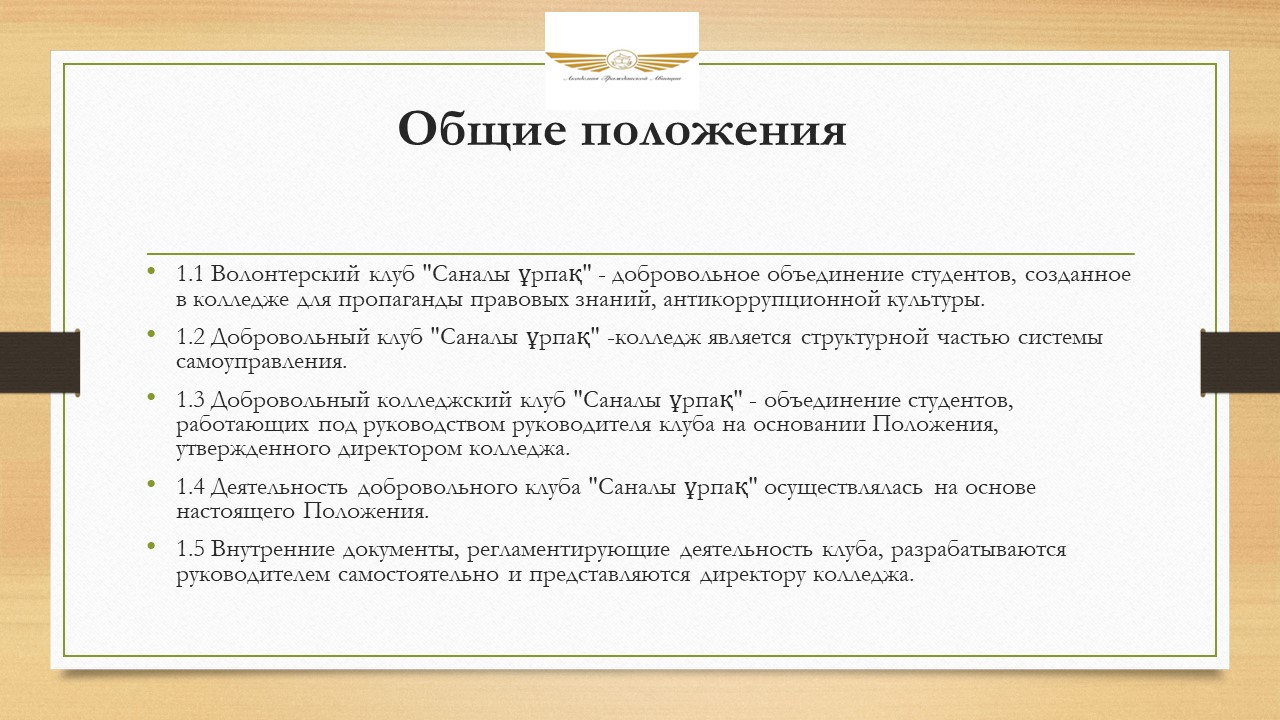 Академия Гражданской Авиации
Общие положения
• 1.1 Волонтерский клуб "Саналы ұрпақ" - добровольное объединение студентов, созданное
в колледже для пропаганды правовых знаний, антикоррупционной культуры.
• 1.2 Добровольный клуб "Саналы ұрпақ" -колледж является структурной частью системы
самоуправления.
• 1.3 Добровольный колледжский клуб "Саналы ұрпақ" - объединение студентов,
работающих под руководством руководителя клуба на основании Положения,
утвержденного директором колледжа.
• 1.4 Деятельность добровольного клуба "Саналы ұрпақ" осуществлялась на основе
настоящего Положения.
• 1.5 Внутренние документы, регламентирующие деятельность клуба, разрабатываются
руководителем самостоятельно и представляются директору колледжа.